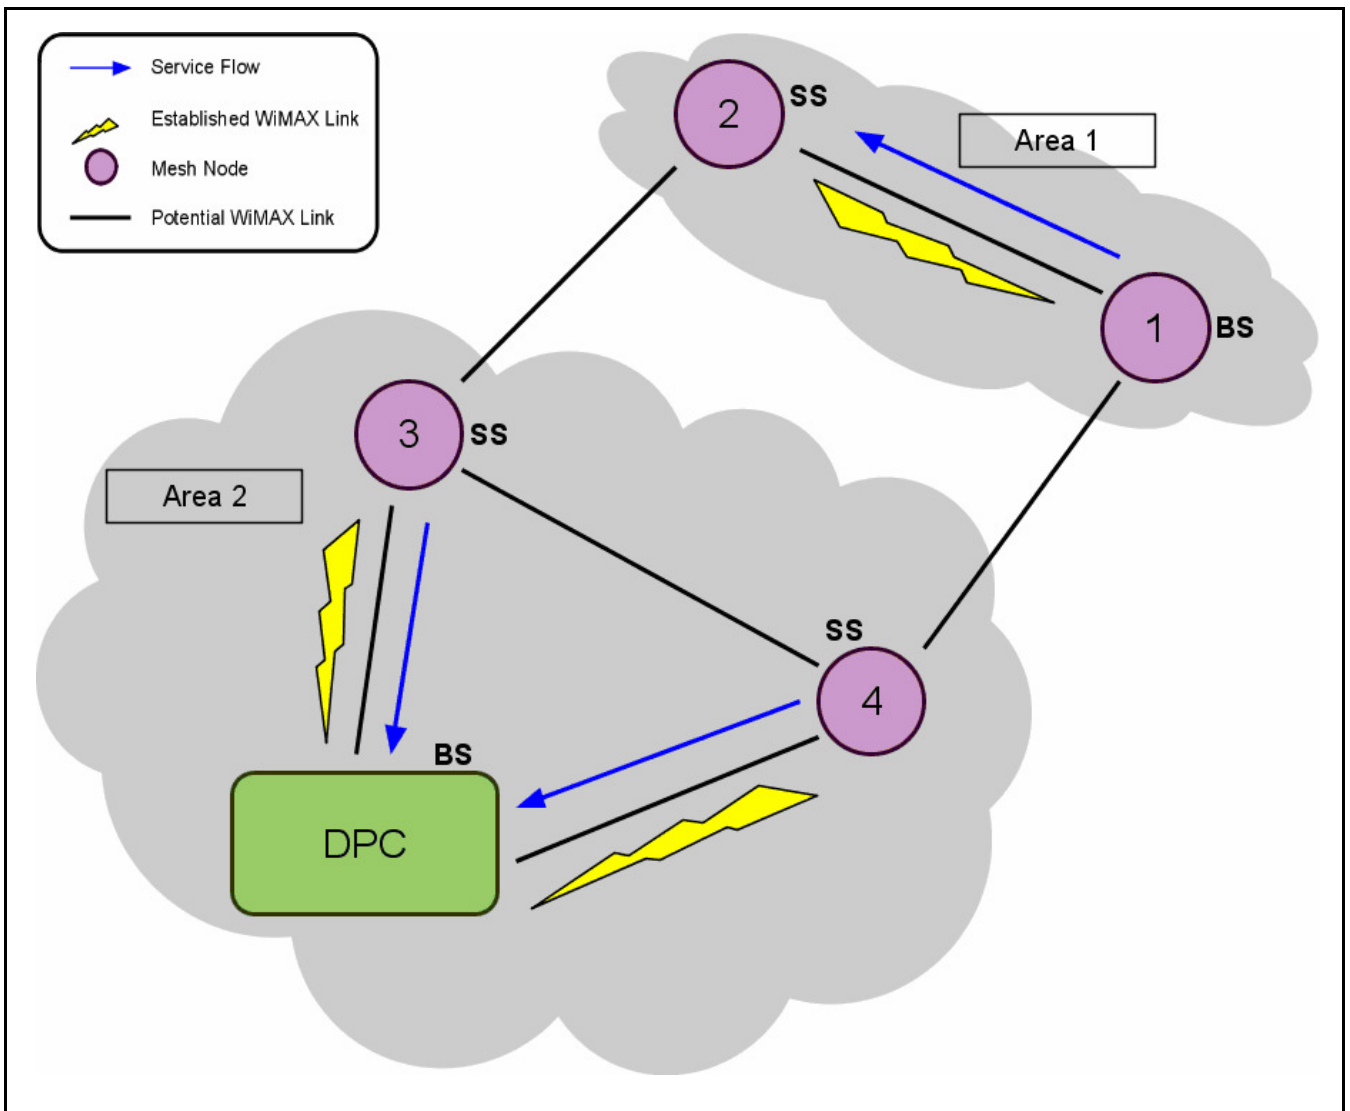 Service Flow
Established WiMAX Link
Mesh Node
Potential WiMAX Link
2
SS
Area 1
1
BS
3
SS
Area 2
SS
4
BS
DPC